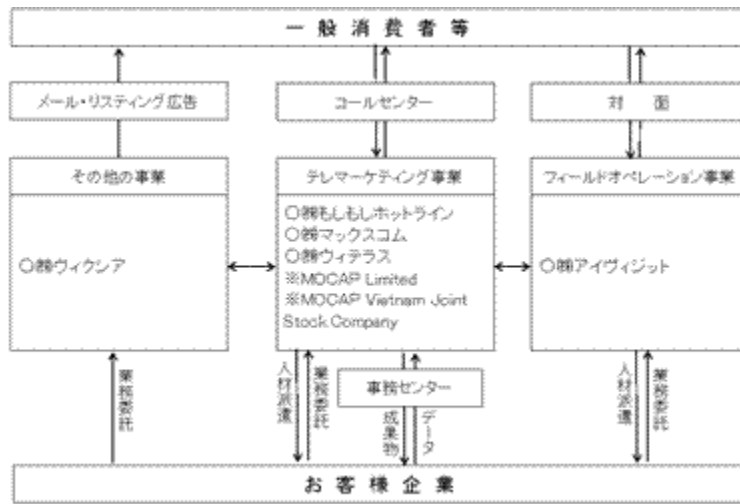 一般消費者等
メール・リスティング広告
コールセンター
対 面
その他の事業
テレマーケティング事業
フィールドオペレーション事業
○㈱ヴィクシア
○㈱もしもしホットライン
○㈱マックスコム
○㈱ヴィテラス
※MOCAP Limited
※MOCAP Vietnam Joint
Stock Company
○㈱アイヴィジット
業務委託
人材派遣
業務委託
事務センター
成果物
データ
人材派遣
業務委託
お客様企業